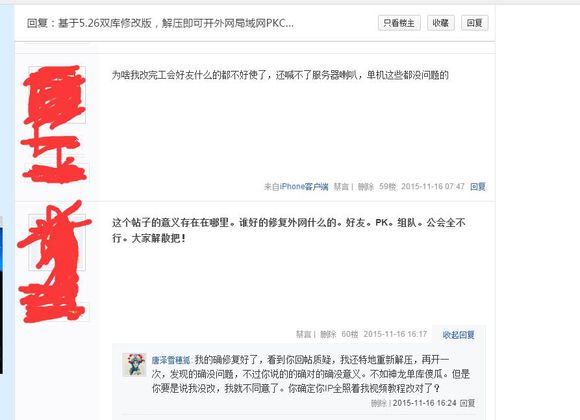 回复：基于5.26双库修改版，解压即可开外网局域网PKC...
只看楼主 收藏 回复
为啥我改完工会好友什么的都不好使了，还喊不了服务器喇叭，单机这些都没问题的
来自iPhone客户端 禁言 | 删除 59楼 2015-11-16 07:47 回复
这个帖子的意义存在在哪里。谁好的修复外网什么的。好友。PK。组队。公会全不
行。大家解散把！
禁言 | 删除 60楼 2015-11-16 16:17 收起回复
唐泽雪穗狐: 我的确修复好了，看到你回帖质疑，我还特地重新解压，再开一
次，发现的确没问题，不过你说的的确对的确没意义。不如神龙单库傻瓜。但是
你要是说我没改，我就不同意了。你确定你IP全照着我视频教程改对了？
删除 | 2015-11-16 16:24 回复